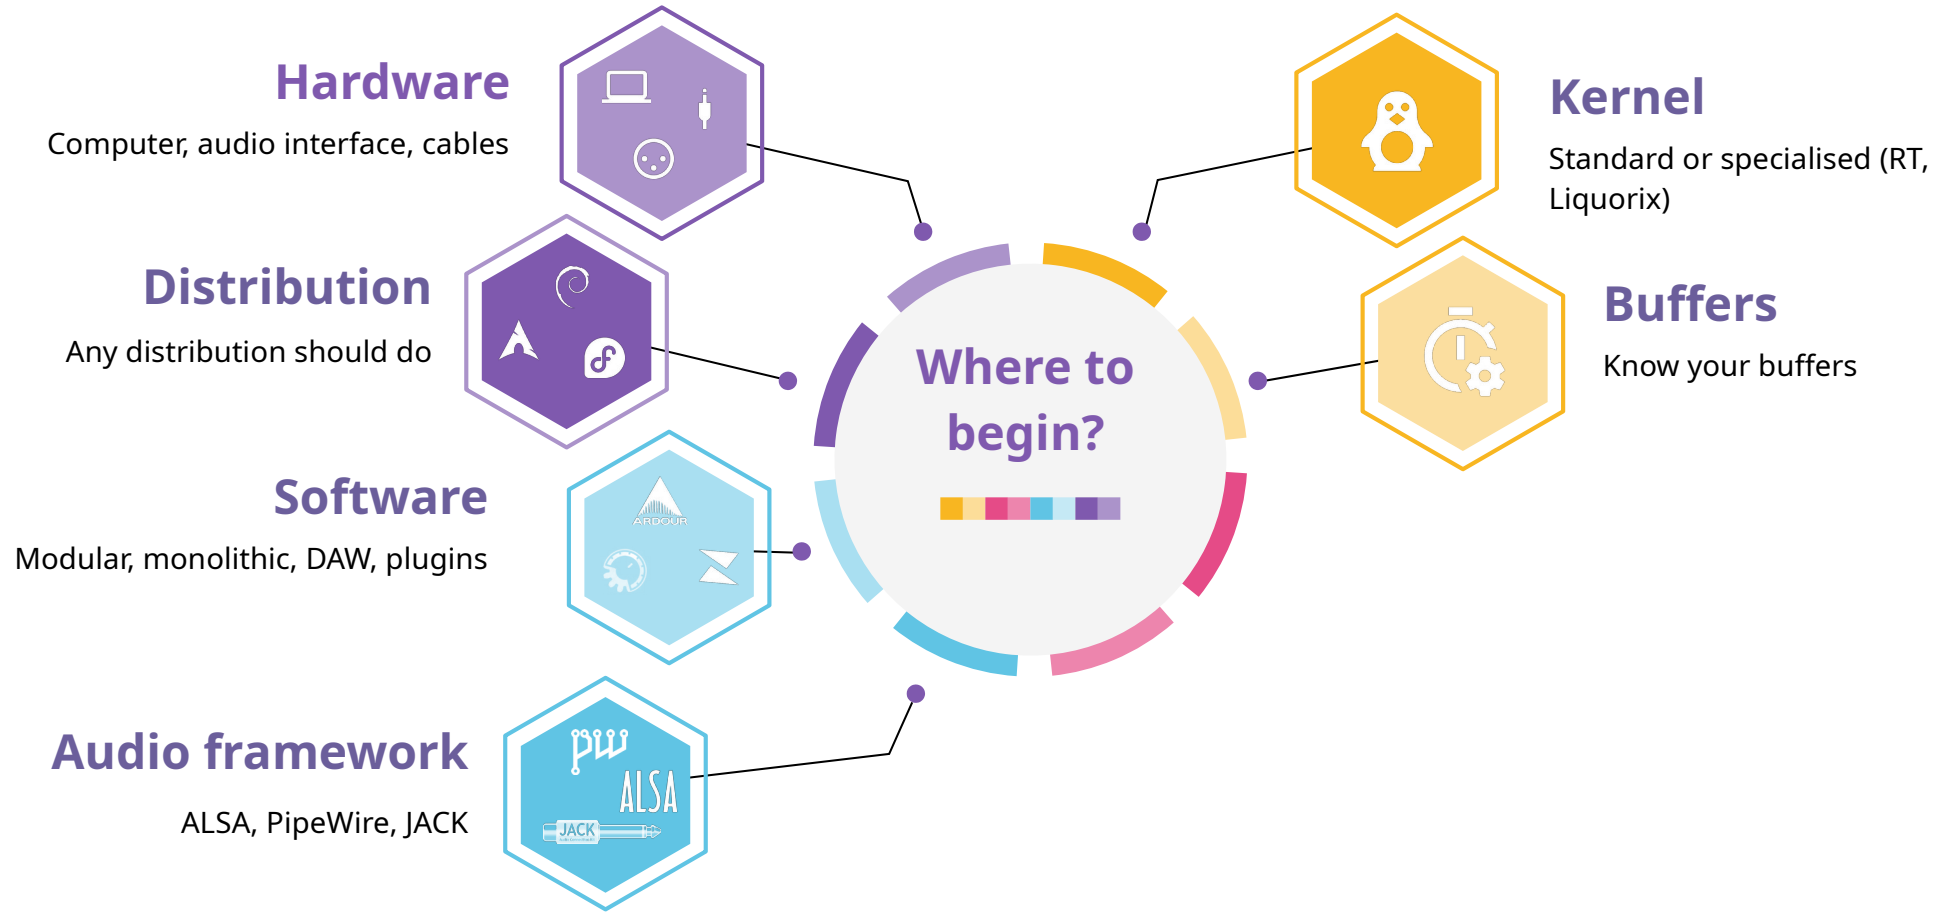 Hardware
Computer, audio interface, cables
Distribution
Any distribution should do
Software
Modular, monolithic, DAW, plugins
ARDOUR
Audio framework
ALSA, PipeWire, JACK
pw
ALSA
JACK
Where to
begin?
Kernel
Standard or specialised (RT,
Liquorix)
Buffers
Know your buffers